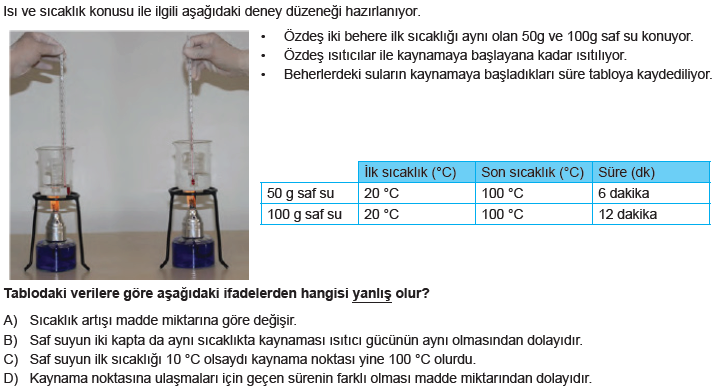 Isı ve sıcaklık konusu ile ilgili aşağıdaki deney düzeneği hazırlanıyor.
• Özdeş iki behere ilk sıcaklığı aynı olan 50g ve 100g saf su konuyor.
• Özdeş ısıtıcılar ile kaynamaya başlayana kadar ısıtılıyor.
• Beherlerdeki suların kaynamaya başladıkları süre tabloya kaydediliyor.
İlk sıcaklık (°C) Son sıcaklık (°C) Süre (dk)
50 g saf su 20 °C 100 °C 6 dakika
100 g saf su 20 °C 100 °C 12 dakika
Tablodaki verilere göre aşağıdaki ifadelerden hangisi yanlış olur?
A) Sıcaklık artışı madde miktarına göre değişir.
B) Saf suyun iki kapta da aynı sıcaklıkta kaynaması ısıtıcı gücünün aynı olmasından dolayıdır.
C) Saf suyun ilk sıcaklığı 10 °C olsaydı kaynama noktası yine 100 °C olurdu.
D) Kaynama noktasına ulaşmaları için geçen sürenin farklı olması madde miktarından dolayıdır.